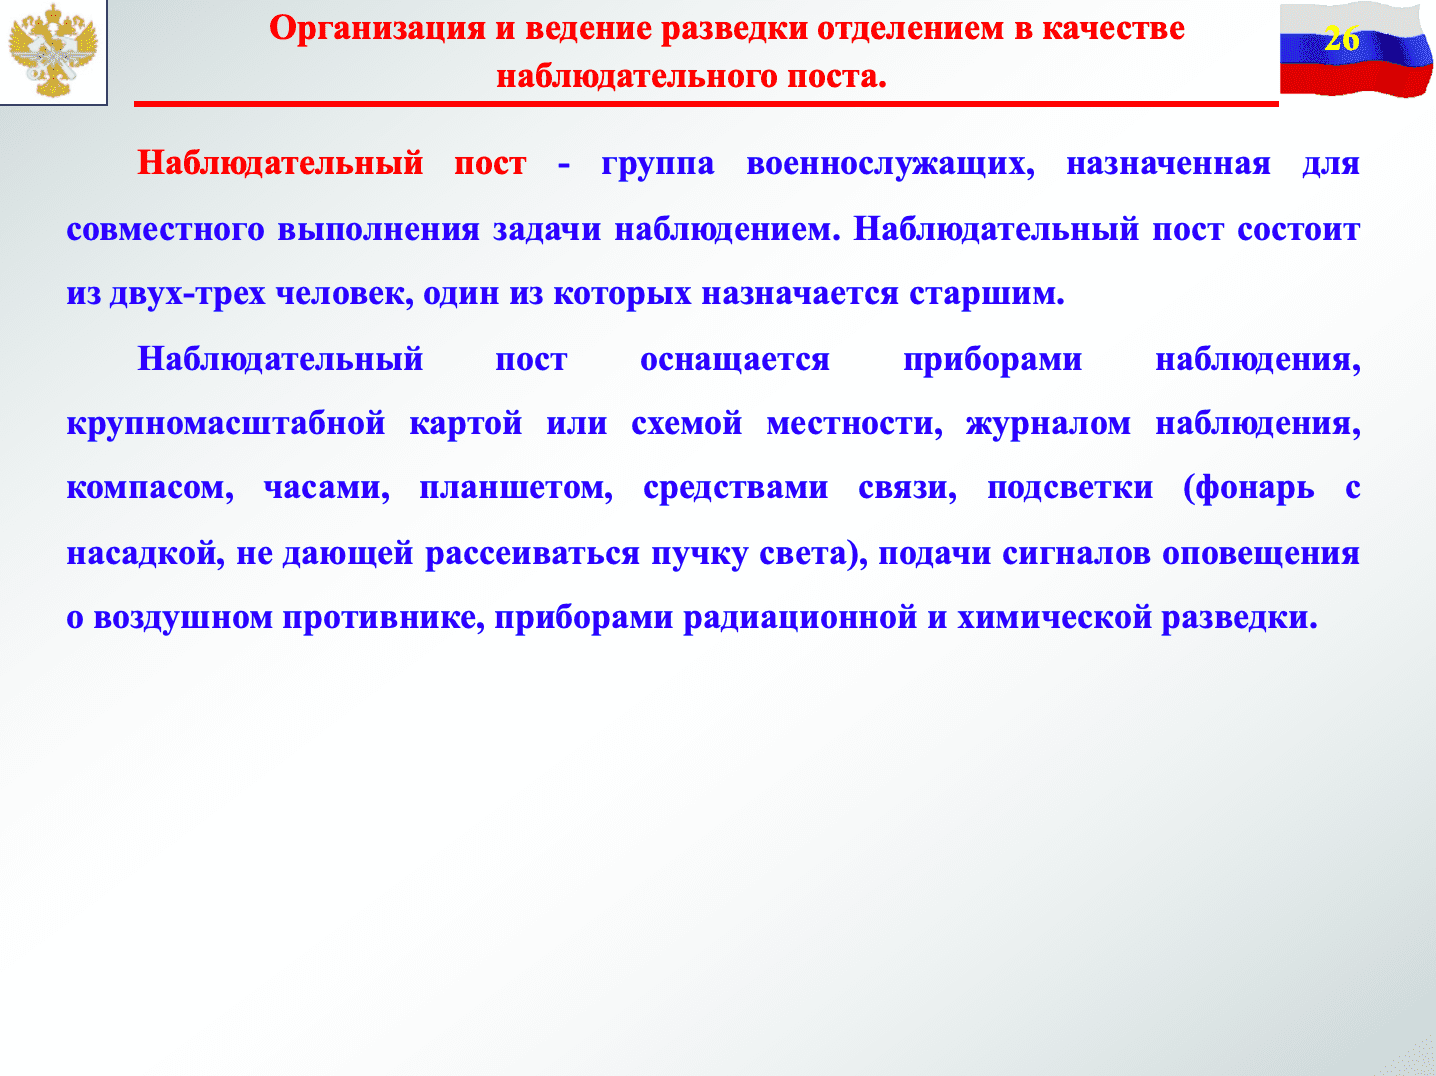 Организация и ведение разведки отделением в качестве
наблюдательного поста.
26
Наблюдательный пост - группа военнослужащих, назначенная для
совместного выполнения задачи наблюдением. Наблюдательный пост состоит
из двух-трех человек, один из которых назначается старшим.
Наблюдательный пост оснащается приборами наблюдения,
крупномасштабной картой или схемой местности, журналом наблюдения,
компасом, часами, планшетом, средствами связи, подсветки (фонарь с
насадкой, не дающей рассеиваться пучку света), подачи сигналов оповещения
о воздушном противнике, приборами радиационной и химической разведки.